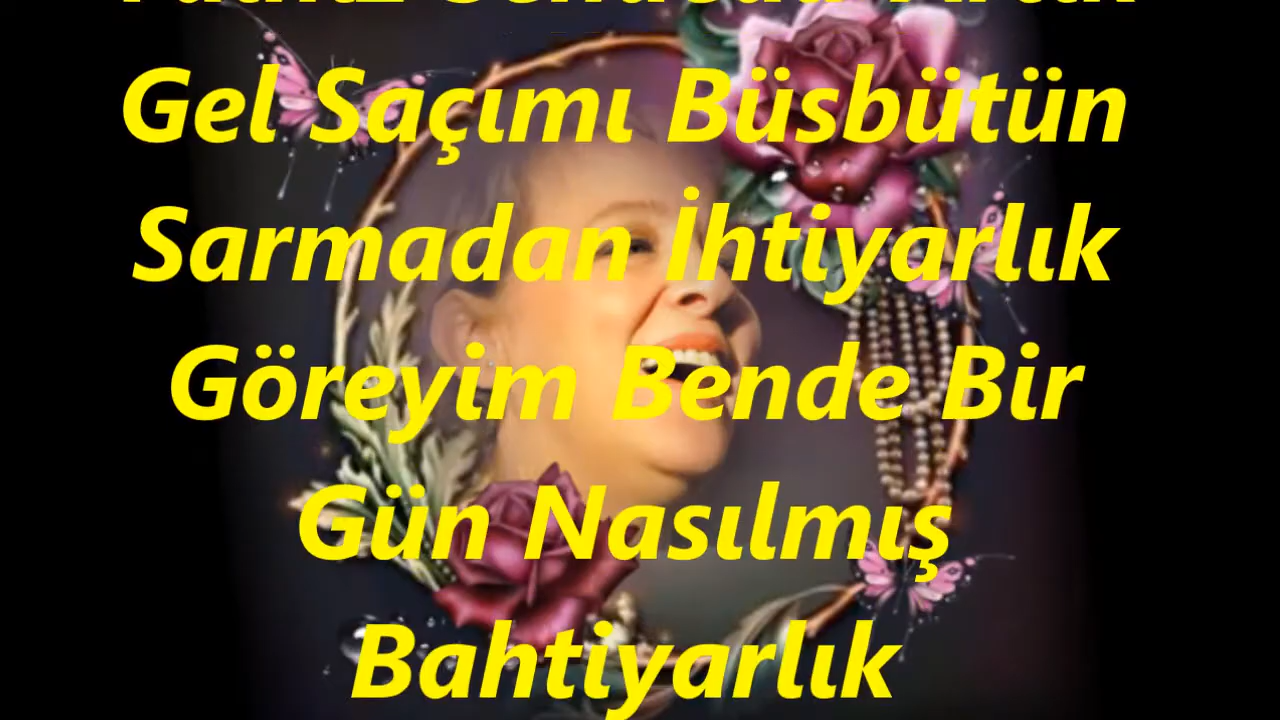 Gel Saçımı Büsbütün
Sarmadan İhtiyarlık
Göreyim Bende Bir
Gün Nasılmış
Bahtiyarlık